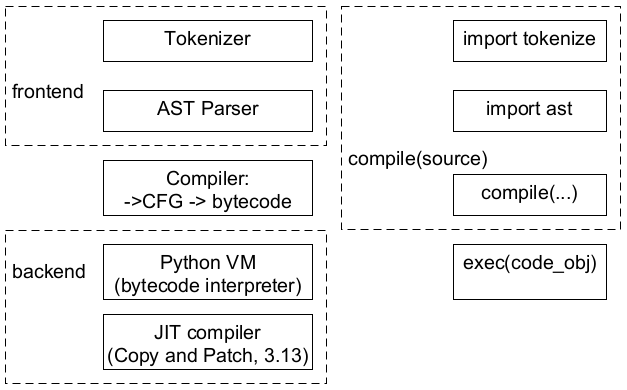 Tokenizer
frontend
AST Parser
Compiler:
->CFG -> bytecode
backend
Python VM
(bytecode interpreter)
JIT compiler
(Copy and Patch, 3.13)
import tokenize
import ast
compile(source)
compile(...)
exec(code_obj)